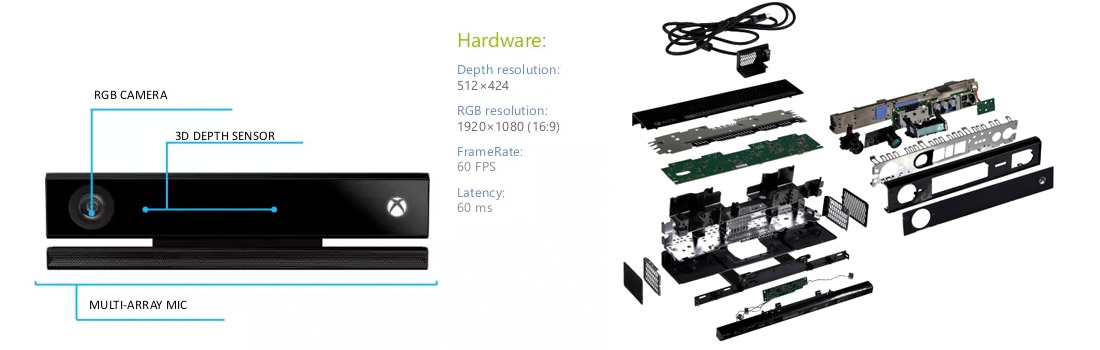 RGB CAMERA
3D DEPTH SENSOR
MULTI-ARRAY MIC
Hardware:
Depth resolution:
512×424
RGB resolution:
1920×1080 (16:9)
FrameRate:
60 FPS
Latency:
60 ms